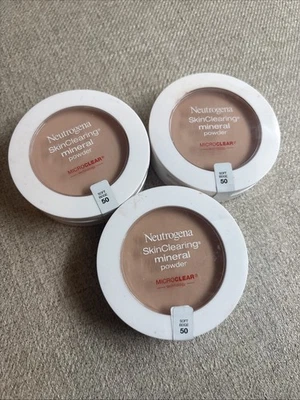 Neutrogena
SkinClearing®
mineral
powder
MICROCLEAR®
SOFT
BEIGE
50
Neutrogena
SkinClearing®
mineral
powder
MICROCLEAR®
SOFT
BEIGE
50
Neutrogena
SkinClearing®
mineral
powder
MICROCLEAR®
SOFT
BEIGE
50